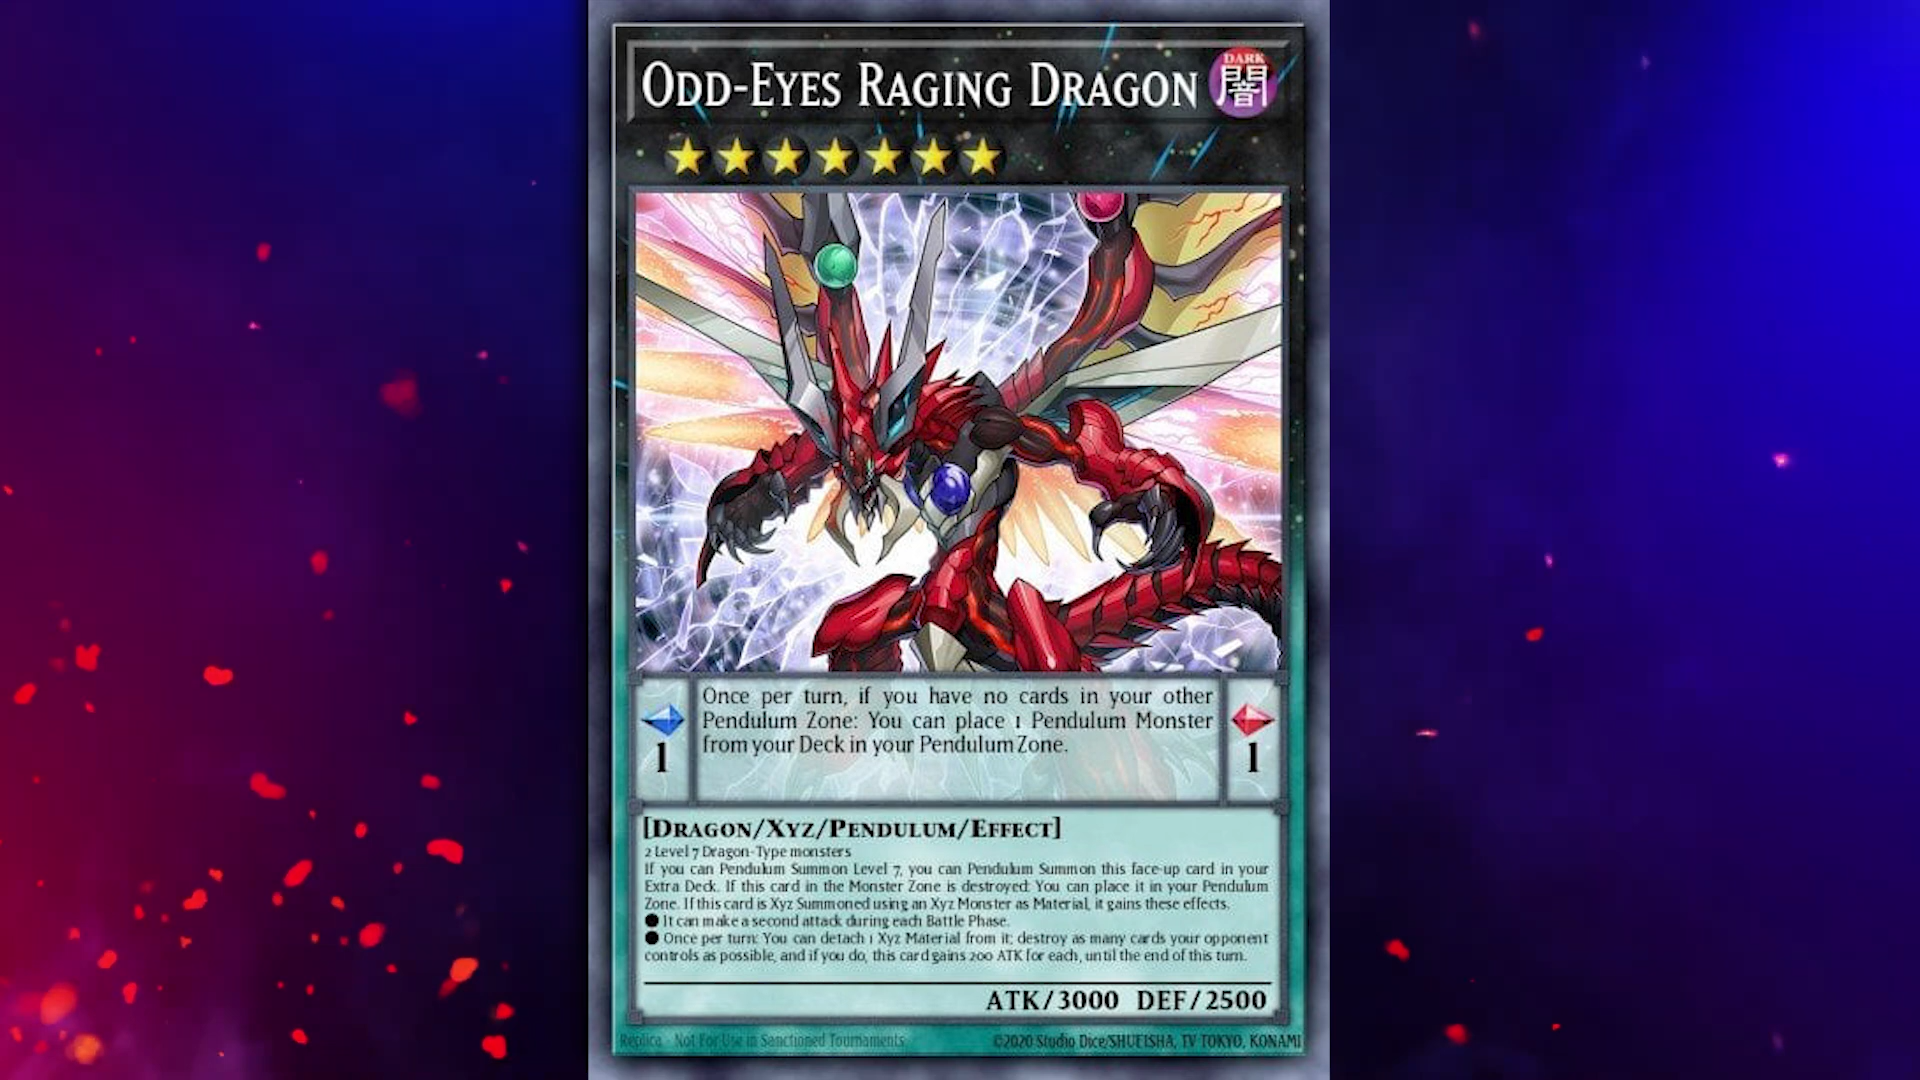 ODD-EYES RAGING DRAGON
DARK
闇
Once per turn, if you have no cards in your other
Pendulum Zone: You can place 1 Pendulum Monster
from your Deck in your Pendulum Zone.
1
1
[DRAGON/XYZ/PENDULUM/EFFECT]
2 Level 7 Dragon-Type monsters
If you can Pendulum Summon Level 7, you can Pendulum Summon this face-up card in your
Extra Deck. If this card in the Monster Zone is destroyed: You can place it in your Pendulum
Zone. If this card is Xyz Summoned using an Xyz Monster as Material, it gains these effects.
● It can make a second attack during each Battle Phase.
● Once per turn: You can detach 1 Xyz Material from it; destroy as many cards your opponent
controls as possible, and if you do, this card gains 200 ATK for each, until the end of this turn.
ATK/3000 DEF/2500
Replica - Not For Use in Sanctioned Tournaments
©2020 Studio Dice/SHUEISHA, TV TOKYO, KONAMI